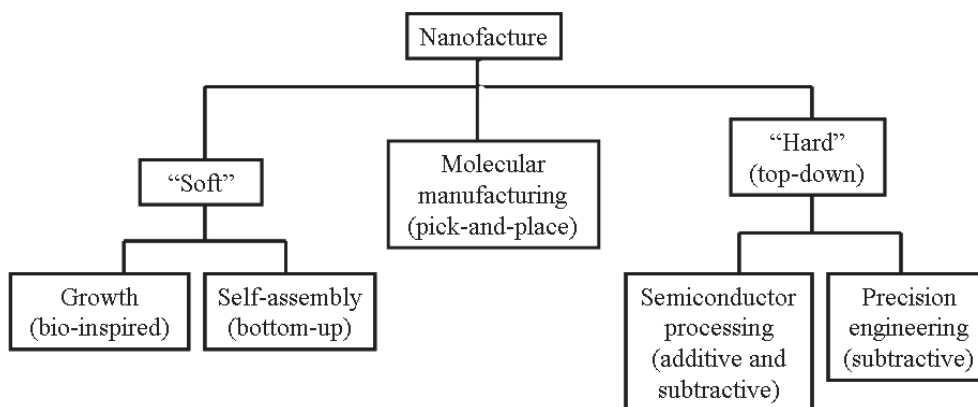 Nanofacture
“Soft”
Molecular
manufacturing
(pick-and-place)
“Hard”
(top-down)
Growth
(bio-inspired)
Self-assembly
(bottom-up)
Semiconductor
processing
(additive and
subtractive)
Precision
engineering
(subtractive)